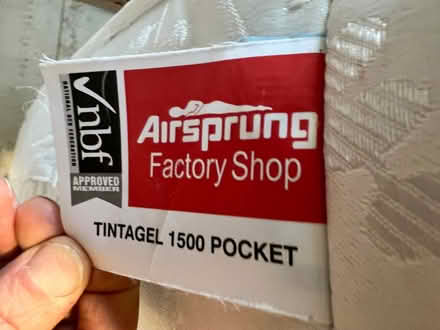 nbf
NATIONAL BED FEDERATION
APPROVED
MEMBER
Airsprung
Factory Shop
TINTAGEL 1500 POCKET